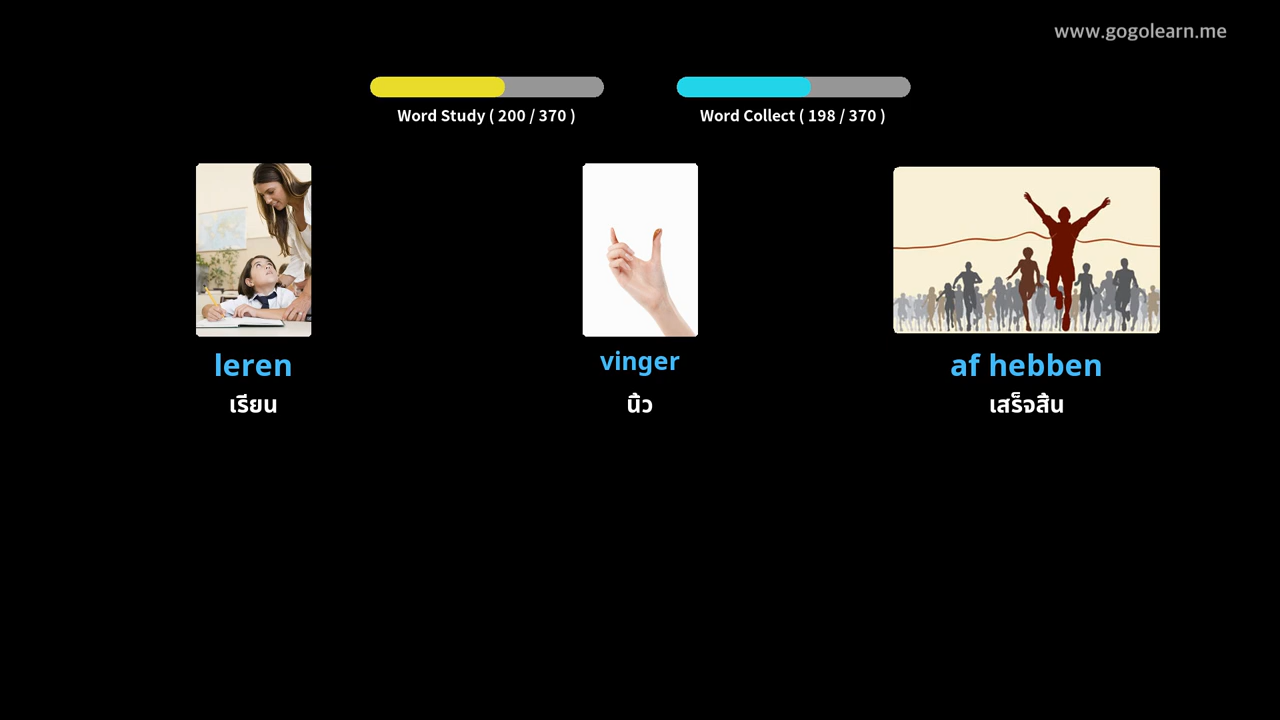 www.gogolearn.me
Word Study ( 200 / 370 )
Word Collect ( 198 / 370 )
leren
เรียน
vinger
นิ้ว
af hebben
เสร็จสิ้น